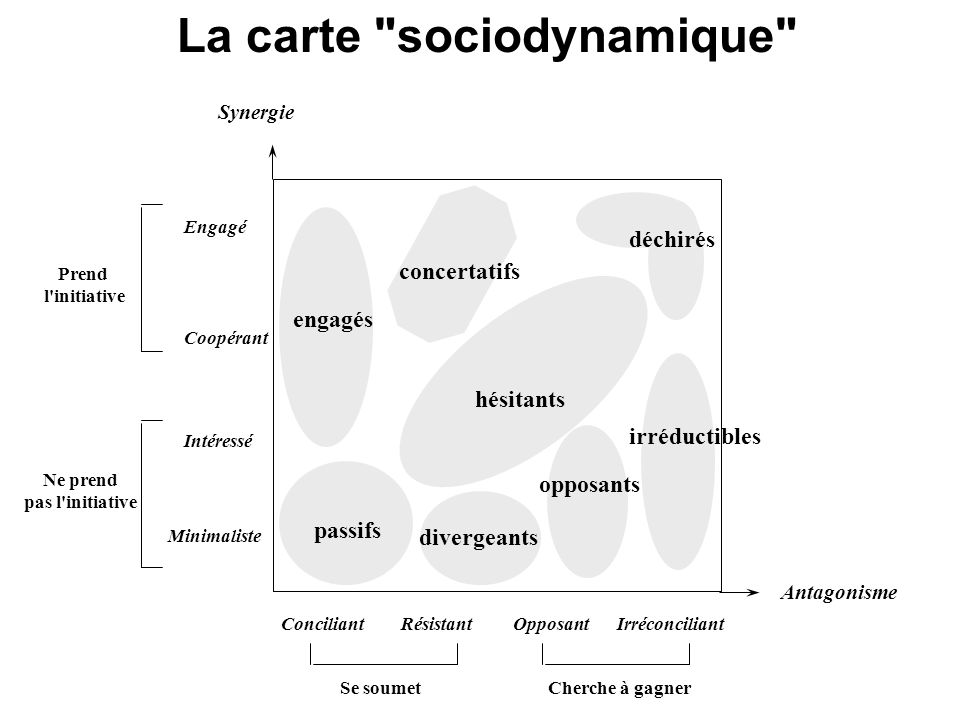 La carte "sociodynamique"
Synergie
Engagé
déchirés
concertatifs
Prend
l'initiative
engagés
Coopérant
hésitants
irréductibles
Intéressé
Ne prend
pas l'initiative
opposants
passifs
divergeants
Minimaliste
Antagonisme
Conciliant Résistant Opposant Irréconciliant
Se soumet Cherche à gagner